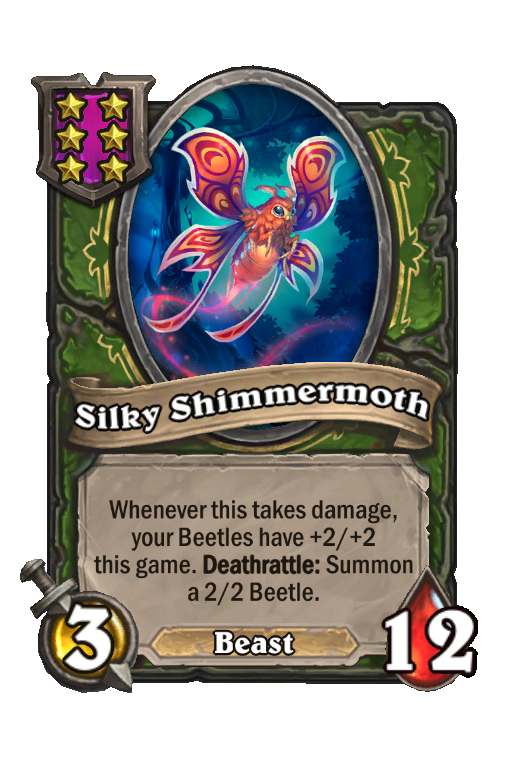 Silky Shimmermoth
Whenever this takes damage,
your Beetles have +2/+2
this game. Deathrattle: Summon
a 2/2 Beetle.
3
Beast
12